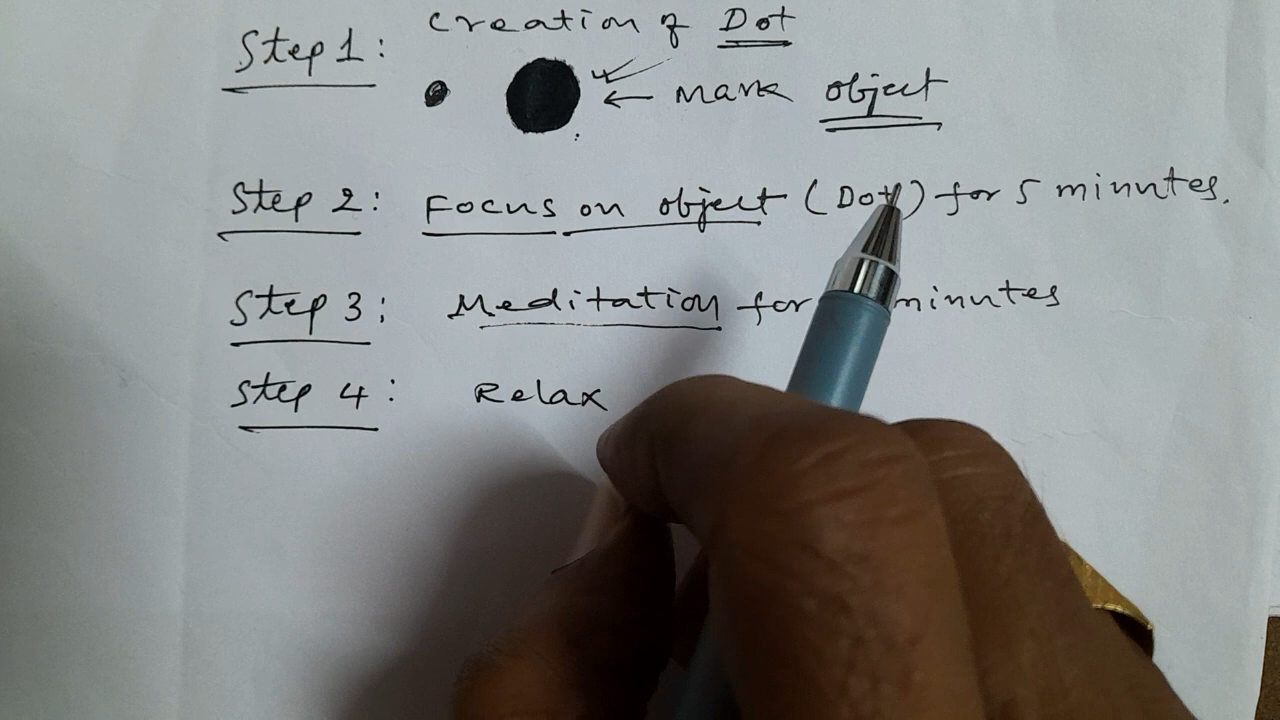 Step 1: Creation of Dot
← Mark object
Step 2: Focus on object (Dot) for 5 minutes.
Step 3: Meditation for minutes
Step 4: Relax